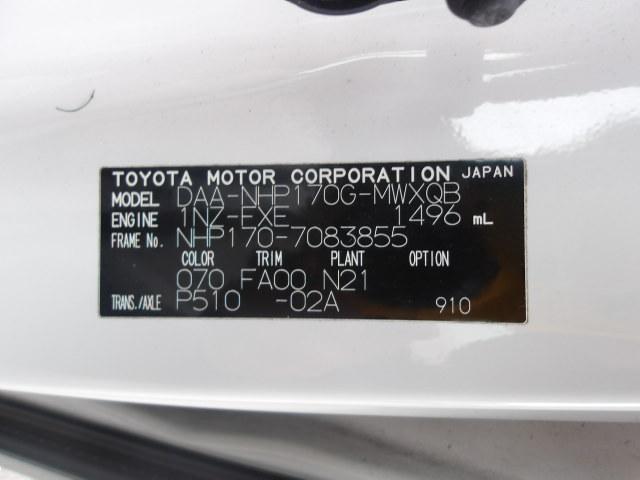 TOYOTA MOTOR CORPORATION JAPAN
MODEL DAA-NHP170G-MWXQB
ENGINE 1NZ-EXE 1496 mL
FRAME No. NHP170-7083855
COLOR TRIM PLANT OPTION
070 FA00 N21
TRANS./AXLE P510 -02A 910